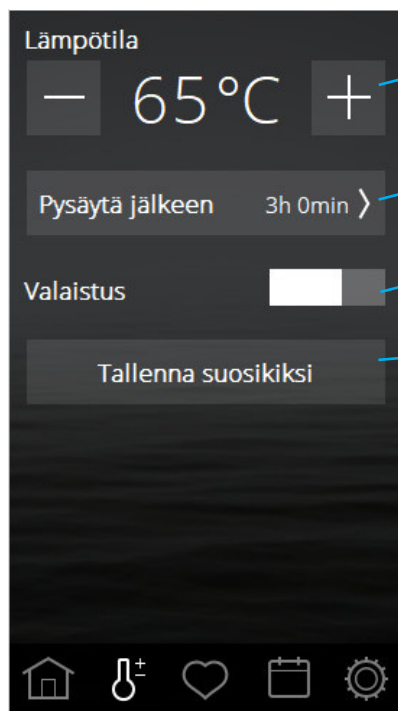 Lämpötila
65°C
Pysäytä jälkeen 3h 0min
Valaistus
Tallenna suosikiksi